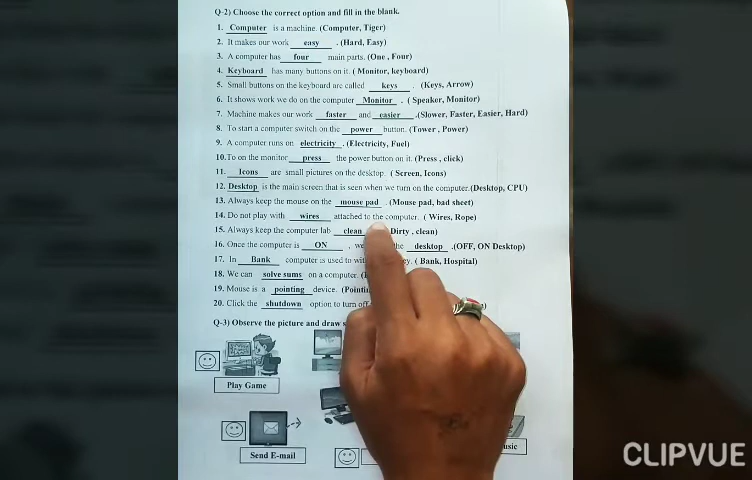 Q-2) Choose the correct option and fill in the blank.
1. Computer is a machine. (Computer, Tiger)
2. It makes our work easy . (Hard, Easy)
3. A computer has four main parts. (One , Four)
4. Keyboard has many buttons on it. ( Monitor, keyboard)
5. Small buttons on the keyboard are called keys . (Keys, Arrow)
6. It shows work we do on the computer Monitor . ( Speaker, Monitor)
7. Machine makes our work faster and easier .(Slower, Faster, Easier, Hard)
8. To start a computer switch on the power button. (Tower , Power)
9. A computer runs on electricity . (Electricity, Fuel)
10.To on the monitor press the power button on it. (Press , click)
11. Icons are small pictures on the desktop. ( Screen, Icons)
12. Desktop is the main screen that is seen when we turn on the computer.(Desktop, CPU)
13. Always keep the mouse on the mouse pad . (Mouse pad, bad sheet)
14. Do not play with wires attached to the computer. ( Wires, Rope)
15. Always keep the computer lab clean Dirty , clean)
16. Once the computer is ON , we the desktop .(OFF, ON Desktop)
17. In Bank computer is used to ( Bank, Hospital)
18. We can solve sums on a computer.
19. Mouse is a pointing device.
20. Click the shutdown option to turn
Q-3) Observe the picture and draw
Play Game
Send E-mail
CLIPVUE